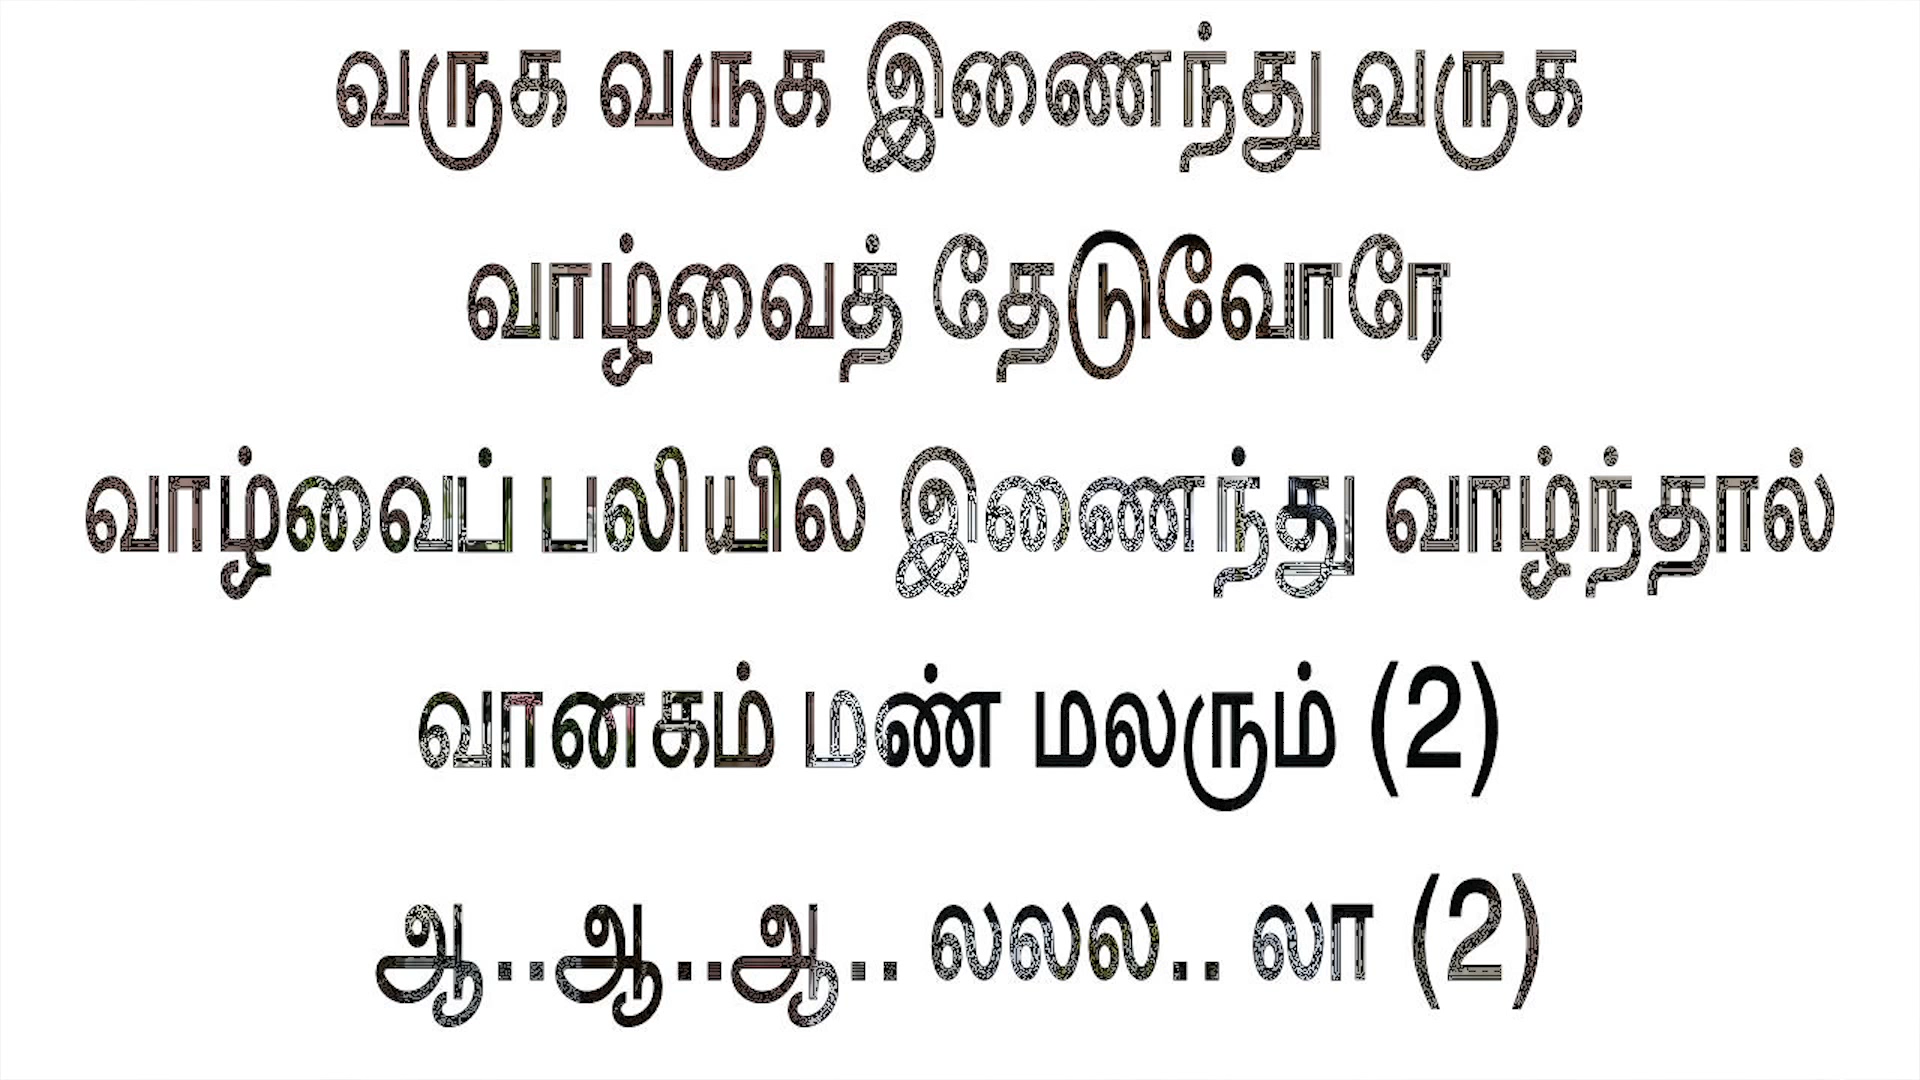 வருக வருக இணைந்து வருக
வாழ்வைத் தேடுவோரே
வாழ்வைப் பலியில் இணைந்து வாழ்ந்தால்
வானகம் மண் மலரும் (2)
ஆ..ஆ..ஆ.. லலல.. லா (2)